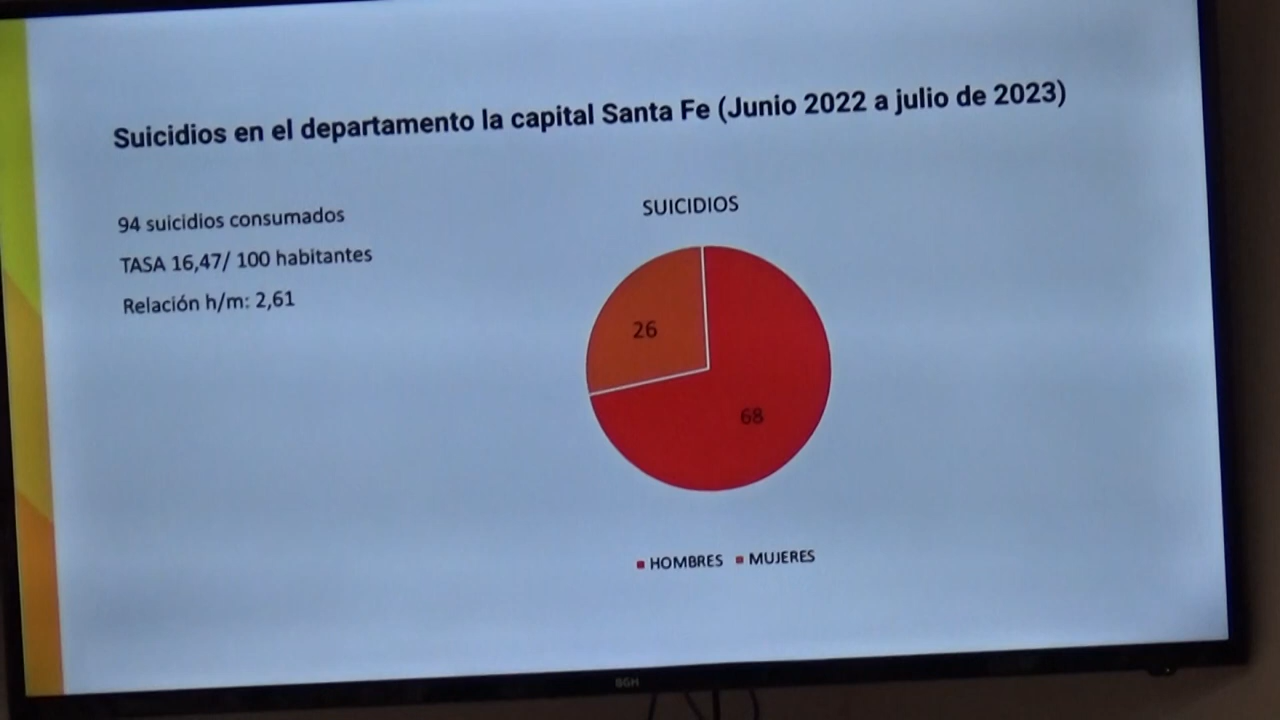 Suicidios en el departamento la capital Santa Fe (Junio 2022 a julio de 2023)
94 suicidios consumados
TASA 16,47/ 100 habitantes
Relación h/m: 2,61
SUICIDIOS
26
68
HOMBRES MUJERES
BGH